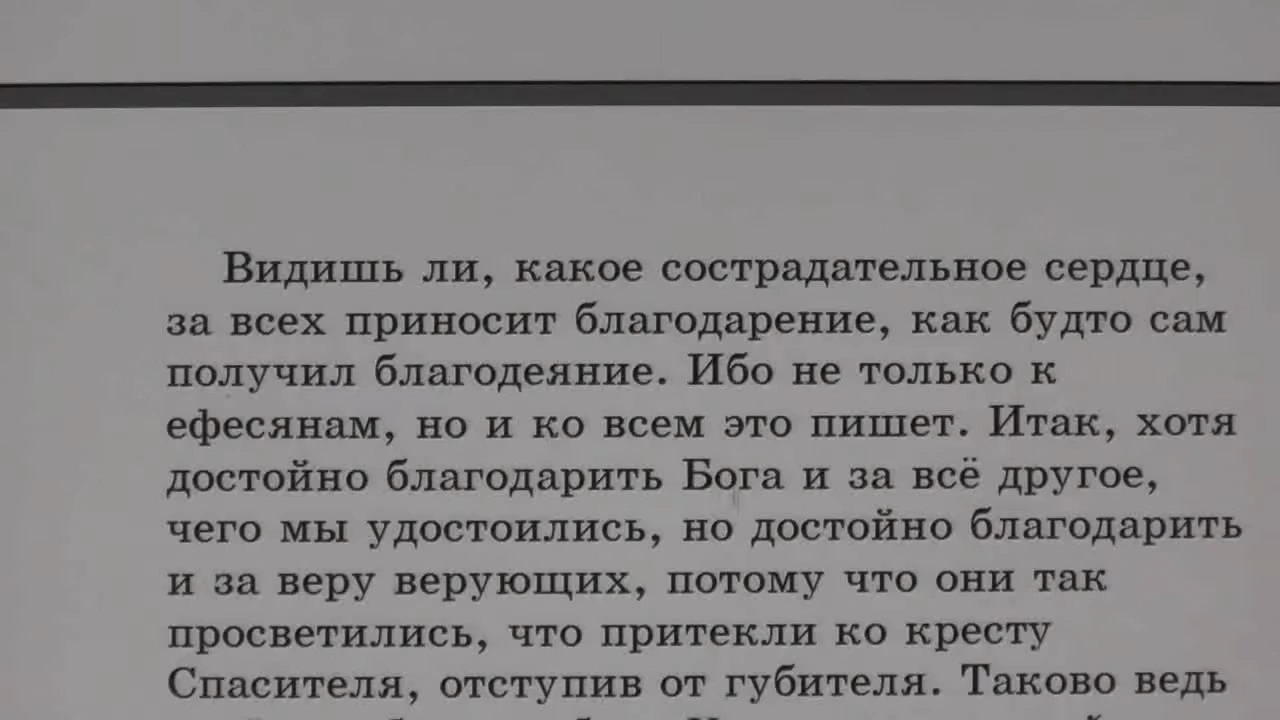 Видишь ли, какое сострадательное сердце,
за всех приносит благодарение, как будто сам
получил благодеяние. Ибо не только к
ефесянам, но и ко всем это пишет. Итак, хотя
достойно благодарить Бога и за всё другое,
чего мы удостоились, но достойно благодарить
и за веру верующих, потому что они так
просветились, что притекли ко кресту
Спасителя, отступив от губителя. Таково ведь